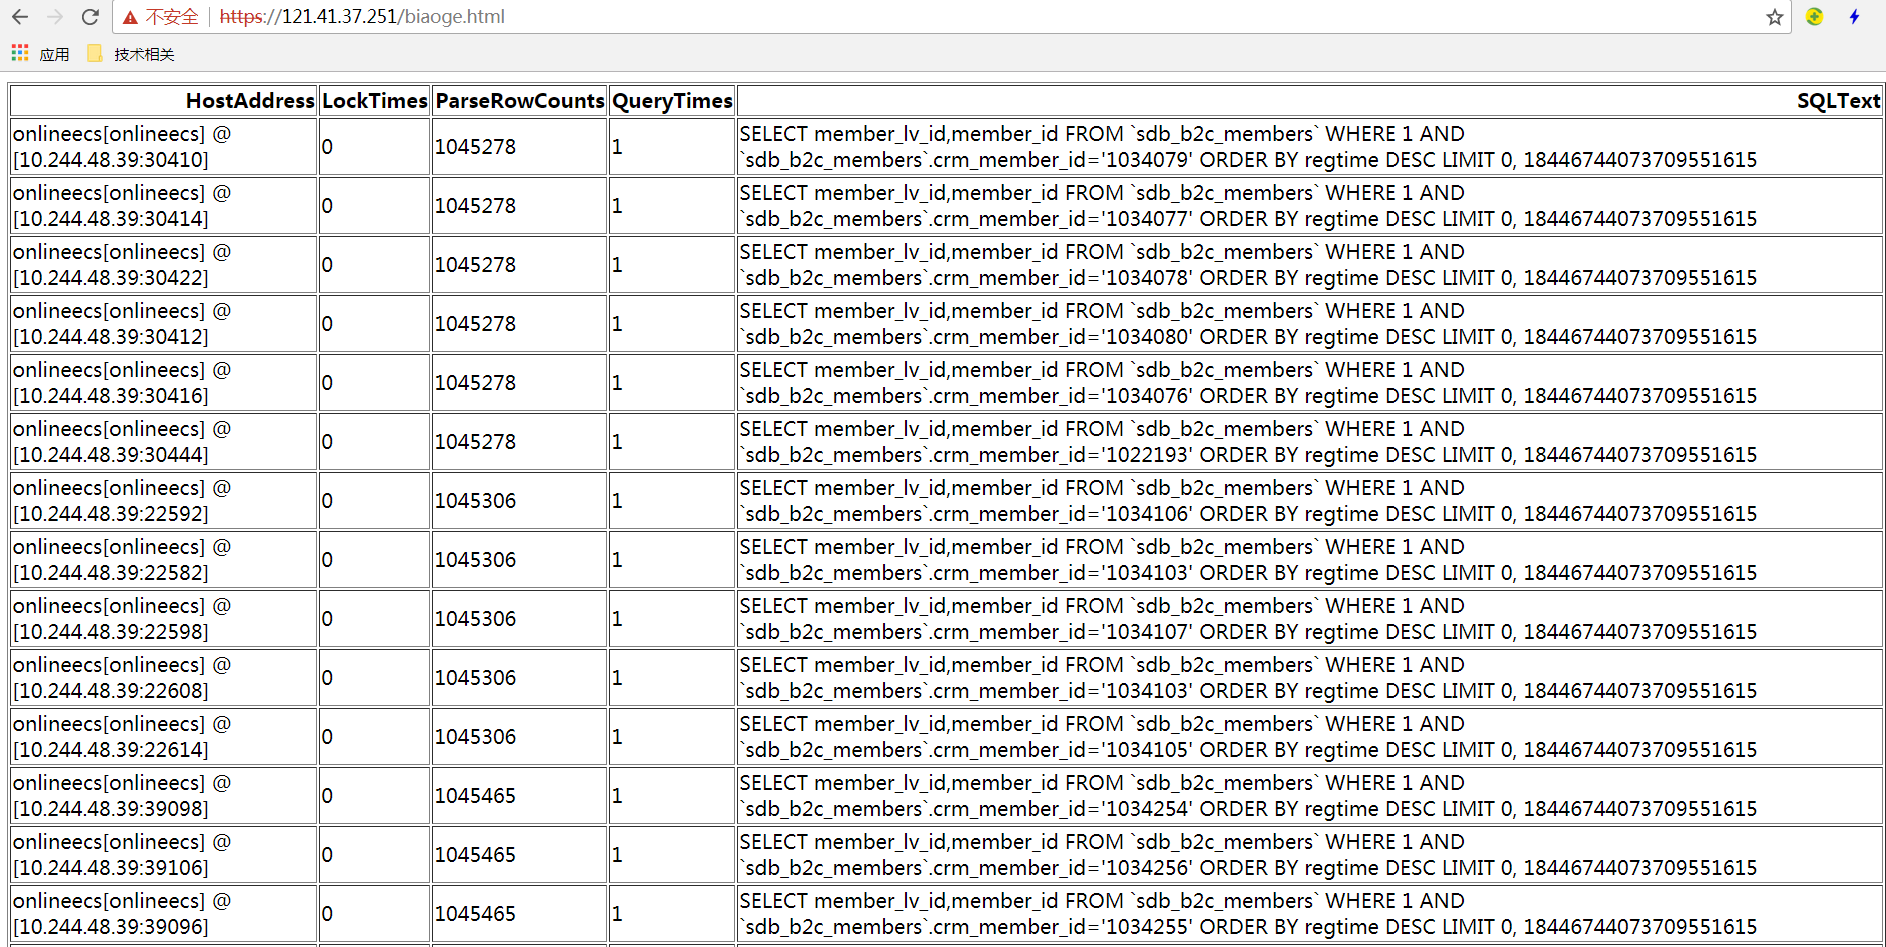 不安全 https://121.41.37.251/biaoge.html
应用 技术相关
HostAddress LockTimes ParseRowCounts QueryTimes SQLText
onlineecs[onlineecs] @ [10.244.48.39:30410] 0 1045278 1 SELECT member_lv_id,member_id FROM `sdb_b2c_members` WHERE 1 AND
`sdb_b2c_members`.crm_member_id='1034079' ORDER BY regtime DESC LIMIT 0, 18446744073709551615
onlineecs[onlineecs] @ [10.244.48.39:30414] 0 1045278 1 SELECT member_lv_id,member_id FROM `sdb_b2c_members` WHERE 1 AND
`sdb_b2c_members`.crm_member_id='1034077' ORDER BY regtime DESC LIMIT 0, 18446744073709551615
onlineecs[onlineecs] @ [10.244.48.39:30422] 0 1045278 1 SELECT member_lv_id,member_id FROM `sdb_b2c_members` WHERE 1 AND
`sdb_b2c_members`.crm_member_id='1034078' ORDER BY regtime DESC LIMIT 0, 18446744073709551615
onlineecs[onlineecs] @ [10.244.48.39:30412] 0 1045278 1 SELECT member_lv_id,member_id FROM `sdb_b2c_members` WHERE 1 AND
`sdb_b2c_members`.crm_member_id='1034080' ORDER BY regtime DESC LIMIT 0, 18446744073709551615
onlineecs[onlineecs] @ [10.244.48.39:30416] 0 1045278 1 SELECT member_lv_id,member_id FROM `sdb_b2c_members` WHERE 1 AND
`sdb_b2c_members`.crm_member_id='1034076' ORDER BY regtime DESC LIMIT 0, 18446744073709551615
onlineecs[onlineecs] @ [10.244.48.39:30444] 0 1045278 1 SELECT member_lv_id,member_id FROM `sdb_b2c_members` WHERE 1 AND
`sdb_b2c_members`.crm_member_id='1022193' ORDER BY regtime DESC LIMIT 0, 18446744073709551615
onlineecs[onlineecs] @ [10.244.48.39:22592] 0 1045306 1 SELECT member_lv_id,member_id FROM `sdb_b2c_members` WHERE 1 AND
`sdb_b2c_members`.crm_member_id='1034106' ORDER BY regtime DESC LIMIT 0, 18446744073709551615
onlineecs[onlineecs] @ [10.244.48.39:22582] 0 1045306 1 SELECT member_lv_id,member_id FROM `sdb_b2c_members` WHERE 1 AND
`sdb_b2c_members`.crm_member_id='1034103' ORDER BY regtime DESC LIMIT 0, 18446744073709551615
onlineecs[onlineecs] @ [10.244.48.39:22598] 0 1045306 1 SELECT member_lv_id,member_id FROM `sdb_b2c_members` WHERE 1 AND
`sdb_b2c_members`.crm_member_id='1034107' ORDER BY regtime DESC LIMIT 0, 18446744073709551615
onlineecs[onlineecs] @ [10.244.48.39:22608] 0 1045306 1 SELECT member_lv_id,member_id FROM `sdb_b2c_members` WHERE 1 AND
`sdb_b2c_members`.crm_member_id='1034103' ORDER BY regtime DESC LIMIT 0, 18446744073709551615
onlineecs[onlineecs] @ [10.244.48.39:22614] 0 1045306 1 SELECT member_lv_id,member_id FROM `sdb_b2c_members` WHERE 1 AND
`sdb_b2c_members`.crm_member_id='1034105' ORDER BY regtime DESC LIMIT 0, 18446744073709551615
onlineecs[onlineecs] @ [10.244.48.39:39098] 0 1045465 1 SELECT member_lv_id,member_id FROM `sdb_b2c_members` WHERE 1 AND
`sdb_b2c_members`.crm_member_id='1034254' ORDER BY regtime DESC LIMIT 0, 18446744073709551615
onlineecs[onlineecs] @ [10.244.48.39:39106] 0 1045465 1 SELECT member_lv_id,member_id FROM `sdb_b2c_members` WHERE 1 AND
`sdb_b2c_members`.crm_member_id='1034256' ORDER BY regtime DESC LIMIT 0, 18446744073709551615
onlineecs[onlineecs] @ [10.244.48.39:39096] 0 1045465 1 SELECT member_lv_id,member_id FROM `sdb_b2c_members` WHERE 1 AND
`sdb_b2c_members`.crm_member_id='1034255' ORDER BY regtime DESC LIMIT 0, 18446744073709551615